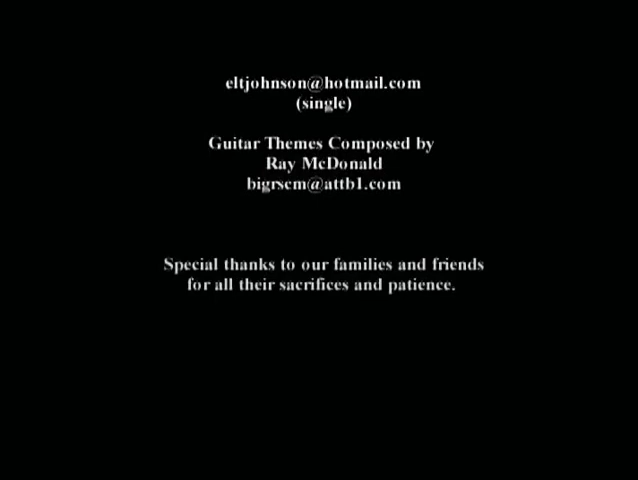 eltjohnson@hotmail.com
(single)
Guitar Themes Composed by
Ray McDonald
bigrscm@attb1.com
Special thanks to our families and friends
for all their sacrifices and patience.